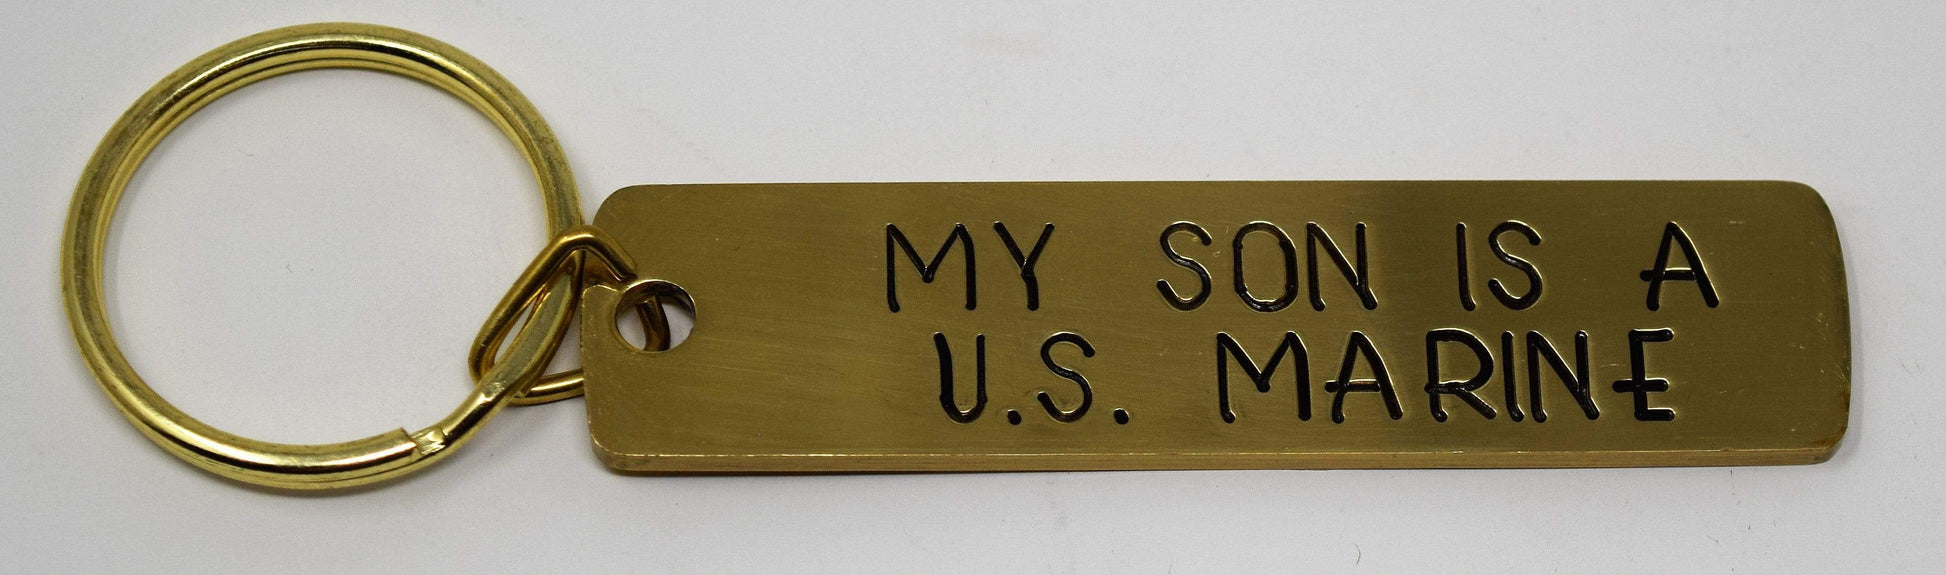 MY SON IS A
U.S. MARINE